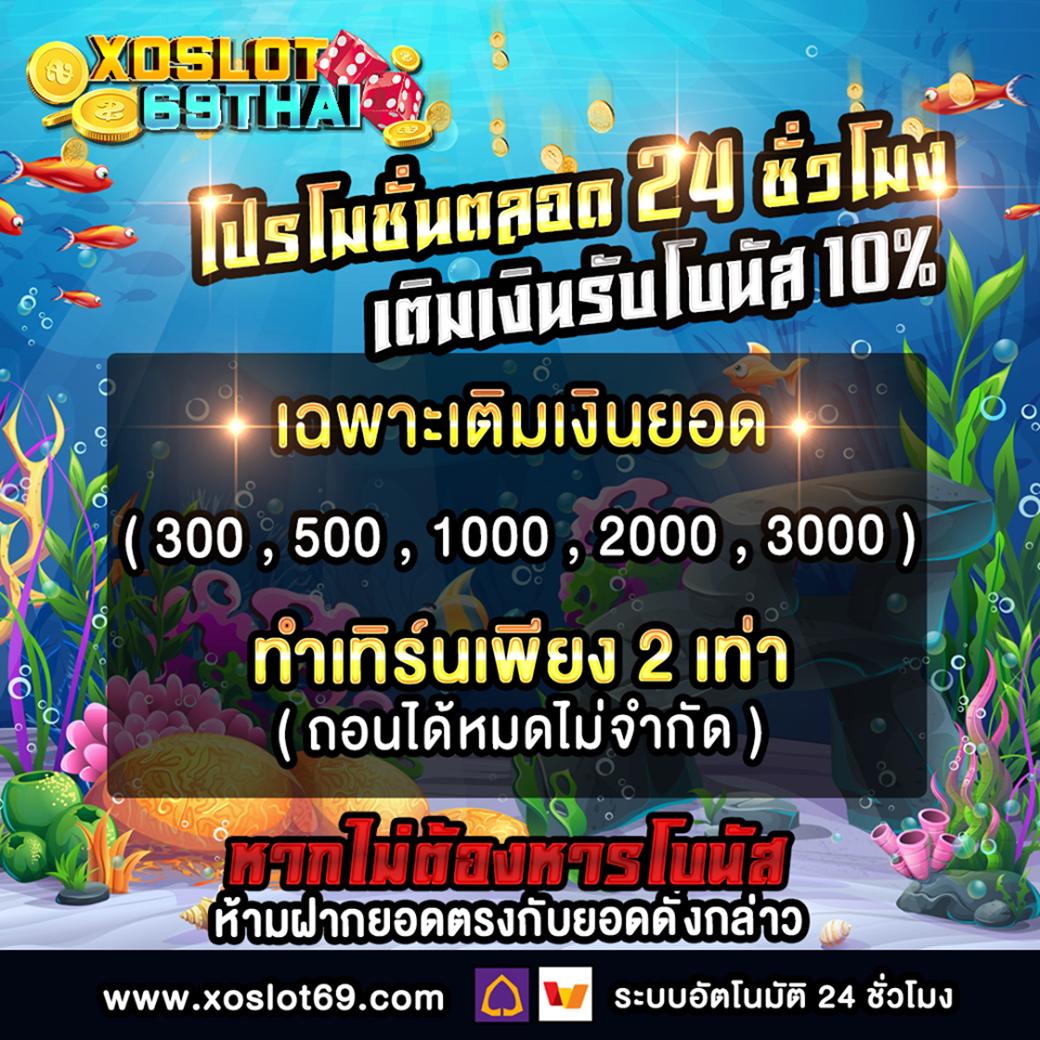 XOSLOT
69THAI
โปรโมชั่นตลอด 24 ชั่วโมง
เติมเงินรับโบนัส 10%
เฉพาะเติมเงินยอด
( 300 , 500 , 1000 , 2000 , 3000 )
ทำเทิร์นเพียง 2 เท่า
( ถอนได้หมดไม่จำกัด )
หากไม่ต้องหารโบนัส
ห้ามฝากยอดตรงกับยอดดังกล่าว
www.xoslot69.com ระบบอัตโนมัติ 24 ชั่วโมง